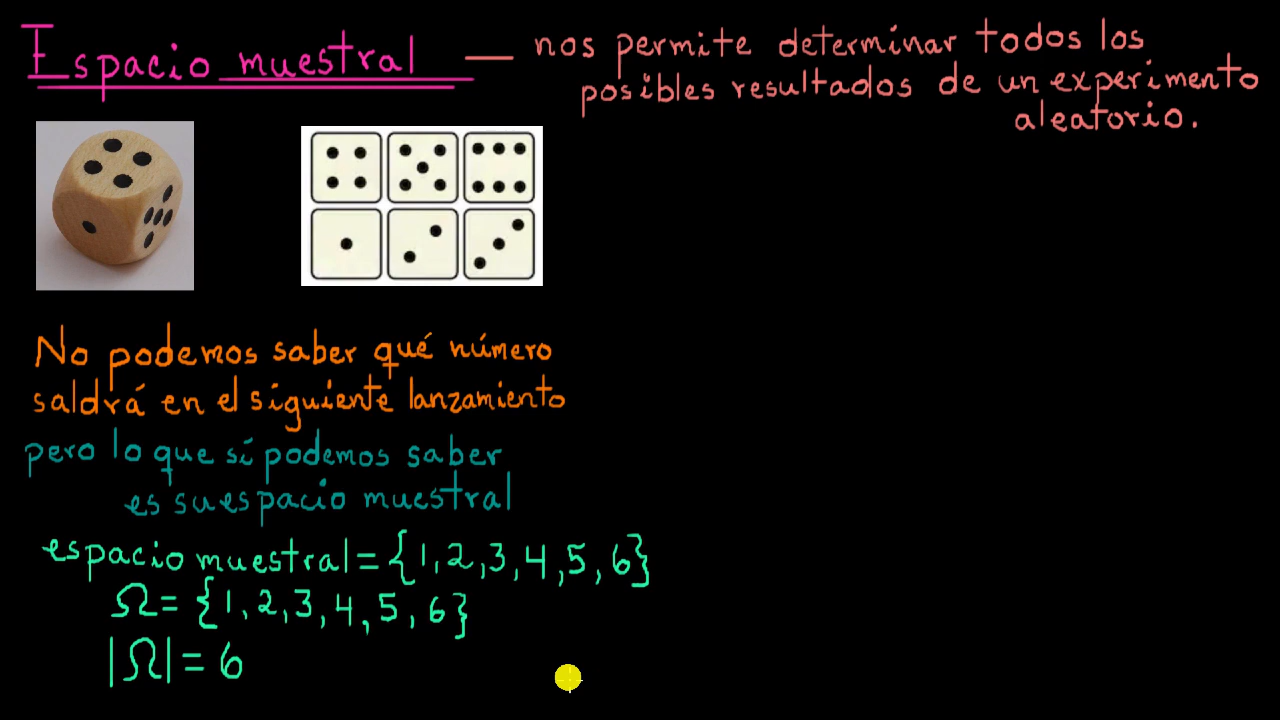 Espacio muestral — nos permite determinar todos los
posibles resultados de un experimento
aleatorio.
No podemos saber qué número
saldrá en el siguiente lanzamiento
pero lo que sí podemos saber
es su espacio muestral
espacio muestral = {1, 2, 3, 4, 5, 6}
Ω = {1, 2, 3, 4, 5, 6}
|Ω| = 6